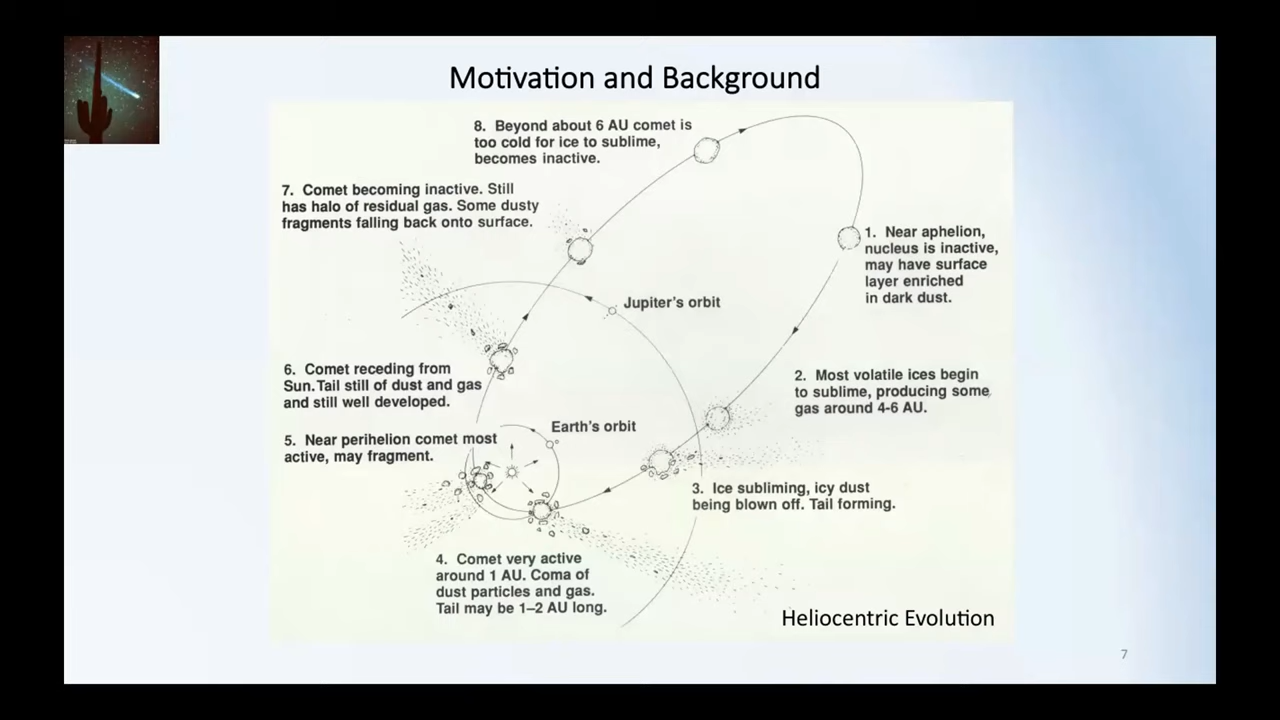 Motivation and Background
8. Beyond about 6 AU comet is
too cold for ice to sublime,
becomes inactive.
7. Comet becoming inactive. Still
has halo of residual gas. Some dusty
fragments falling back onto surface.
1. Near aphelion,
nucleus is inactive,
may have surface
layer enriched
in dark dust.
Jupiter's orbit
6. Comet receding from
Sun. Tail still of dust and gas
and still well developed.
2. Most volatile ices begin
to sublime, producing some
gas around 4-6 AU.
Earth's orbit
5. Near perihelion comet most
active, may fragment.
3. Ice subliming, icy dust
being blown off. Tail forming.
4. Comet very active
around 1 AU. Coma of
dust particles and gas.
Tail may be 1–2 AU long.
Heliocentric Evolution
7